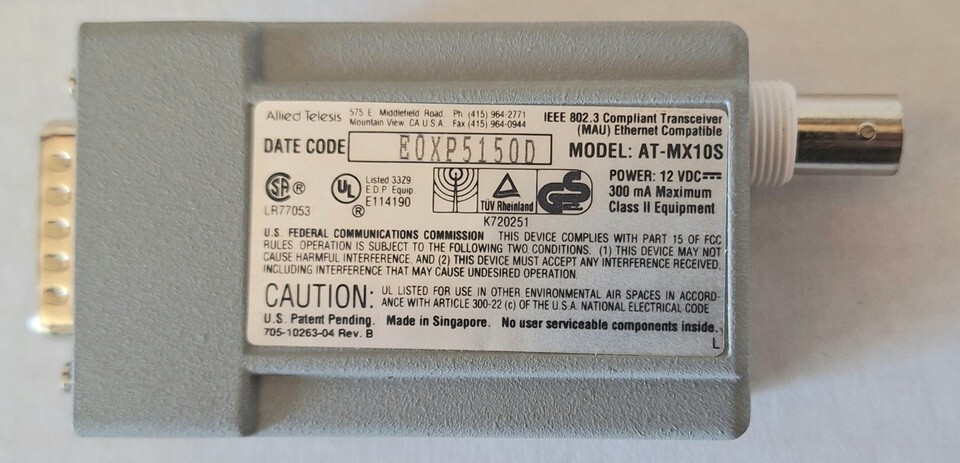 Allied Telesis 575 E. Middlefield Road. Ph (415) 964-2771
Mountain View, CA U.S.A. Fax (415) 964-0944
IEEE 802.3 Compliant Transceiver
(MAU) Ethernet Compatible
DATE CODE E0XP5150D MODEL: AT-MX10S
SA ®
LR77053
UL ®
Listed 33Z9
E.D.P. Equip.
E114190
TÜV Rheinland
GS
K720251
POWER: 12 VDC
300 mA Maximum
Class II Equipment
U.S. FEDERAL COMMUNICATIONS COMMISSION THIS DEVICE COMPLIES WITH PART 15 OF FCC
RULES OPERATION IS SUBJECT TO THE FOLLOWING TWO CONDITIONS. (1) THIS DEVICE MAY NOT
CAUSE HARMFUL INTERFERENCE, AND (2) THIS DEVICE MUST ACCEPT ANY INTERFERENCE RECEIVED,
INCLUDING INTERFERENCE THAT MAY CAUSE UNDESIRED OPERATION.
CAUTION: UL LISTED FOR USE IN OTHER ENVIRONMENTAL AIR SPACES IN ACCORD-
ANCE WITH ARTICLE 300-22 (c) OF THE U.S.A. NATIONAL ELECTRICAL CODE
U.S. Patent Pending. Made in Singapore. No user serviceable components inside.
705-10263-04 Rev. B
L